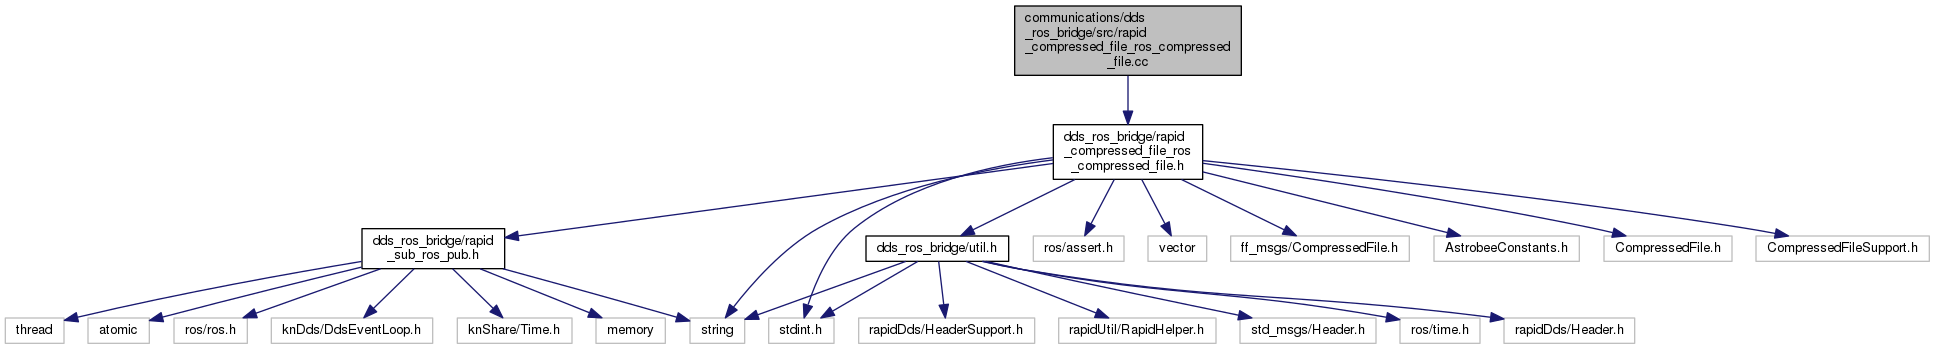 communications/dds
_ros_bridge/src/rapid
_compressed_file_ros_compressed
_file.cc
dds_ros_bridge/rapid
_compressed_file_ros
_compressed_file.h
dds_ros_bridge/rapid
_sub_ros_pub.h
dds_ros_bridge/util.h
ros/assert.h
vector
ff_msgs/CompressedFile.h
AstrobeeConstants.h
CompressedFile.h
CompressedFileSupport.h
thread
atomic
ros/ros.h
knDds/DdsEventLoop.h
knShare/Time.h
memory
string
stdint.h
rapidDds/HeaderSupport.h
rapidUtil/RapidHelper.h
std_msgs/Header.h
ros/time.h
rapidDds/Header.h